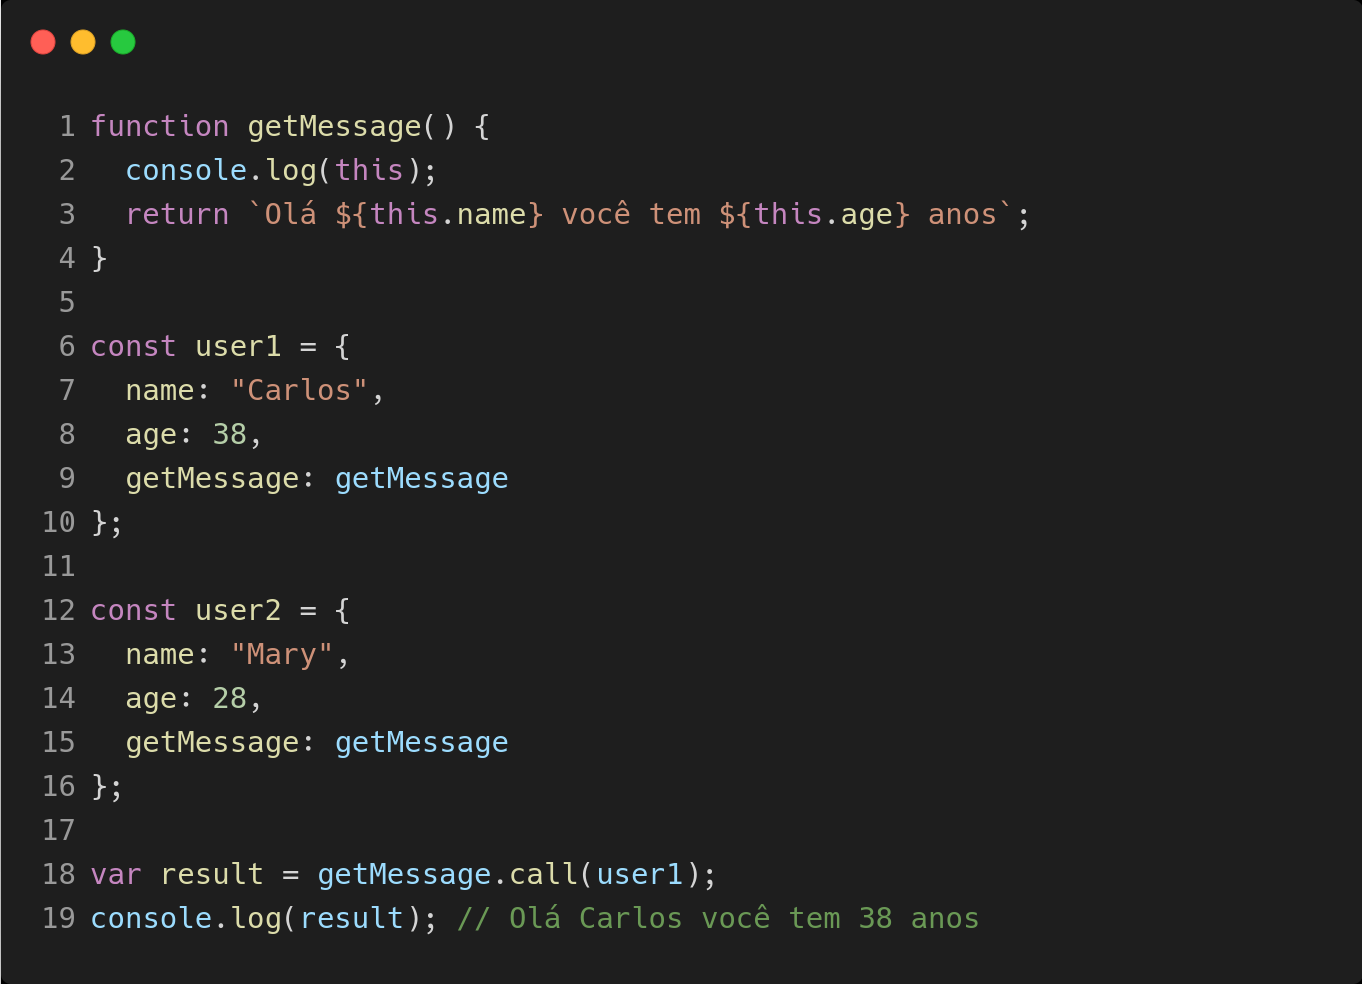 1 function getMessage() {
2   console.log(this);
3   return `Olá ${this.name} você tem ${this.age} anos`;
4 }
5
6 const user1 = {
7   name: "Carlos",
8   age: 38,
9   getMessage: getMessage
10 };
11
12 const user2 = {
13   name: "Mary",
14   age: 28,
15   getMessage: getMessage
16 };
17
18 var result = getMessage.call(user1);
19 console.log(result); // Olá Carlos você tem 38 anos